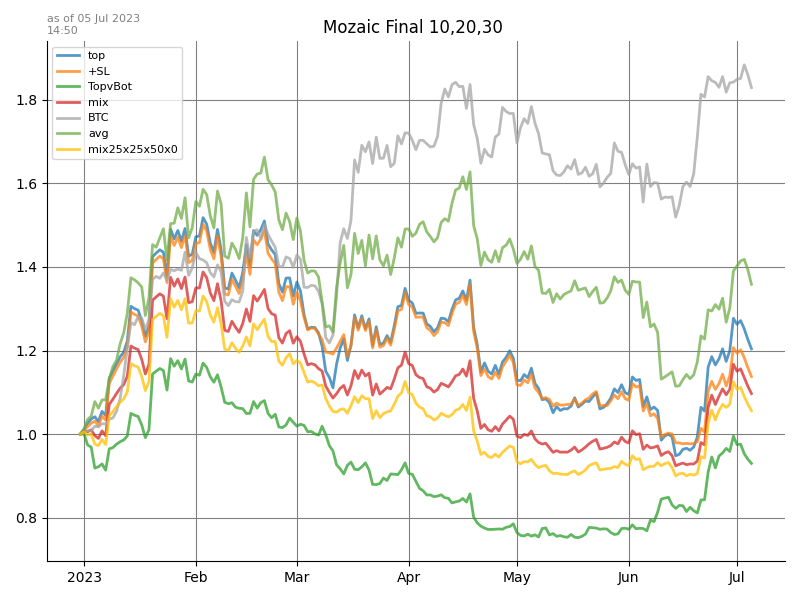 as of 05 Jul 2023
14:50
Mozaic Final 10,20,30
top
+SL
TopvBot
mix
BTC
avg
mix25x25x50x0
1.8
1.6
1.4
1.2
1.0
0.8
2023 Feb Mar Apr May Jun Jul